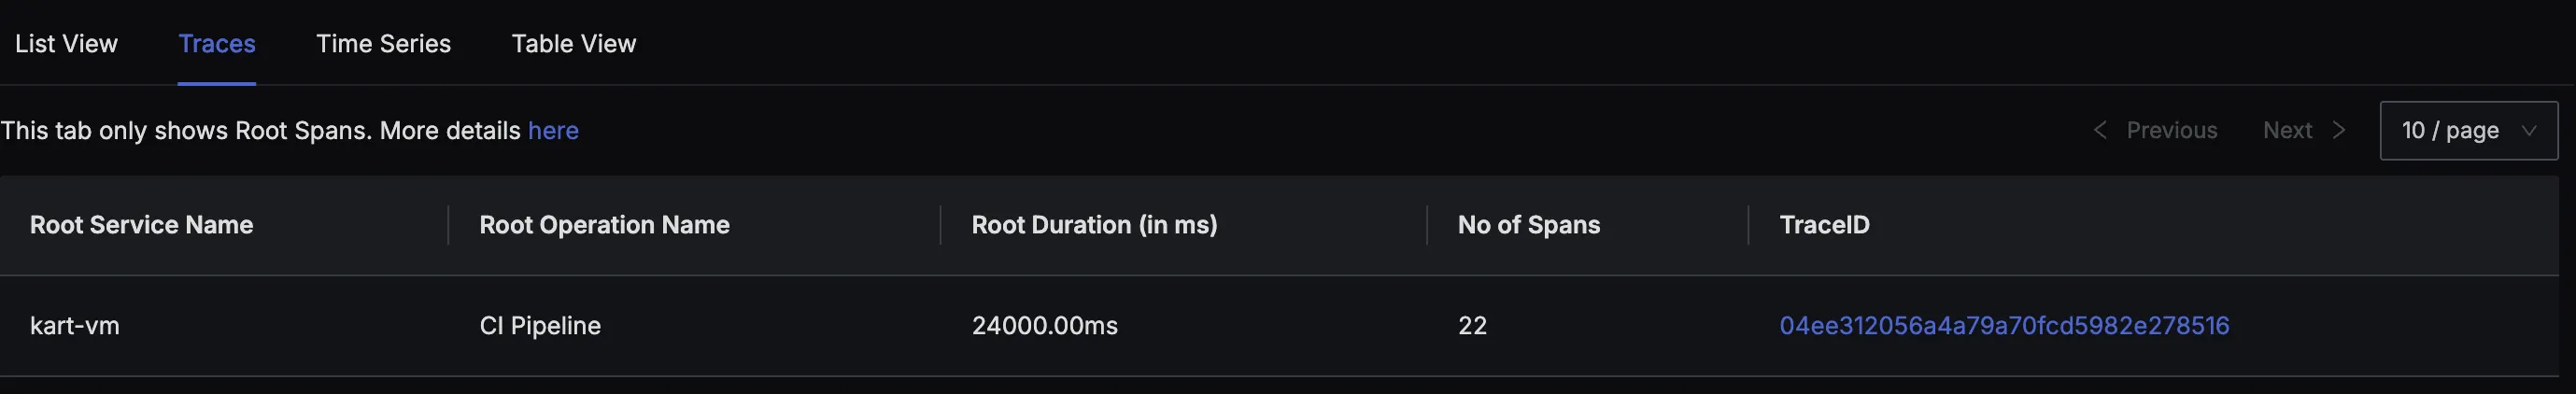 List View Traces Time Series Table View
This tab only shows Root Spans. More details here Previous Next 10 / page
Root Service Name Root Operation Name Root Duration (in ms) No of Spans TraceID
kart-vm CI Pipeline 24000.00ms 22 04ee312056a4a79a70fcd5982e278516